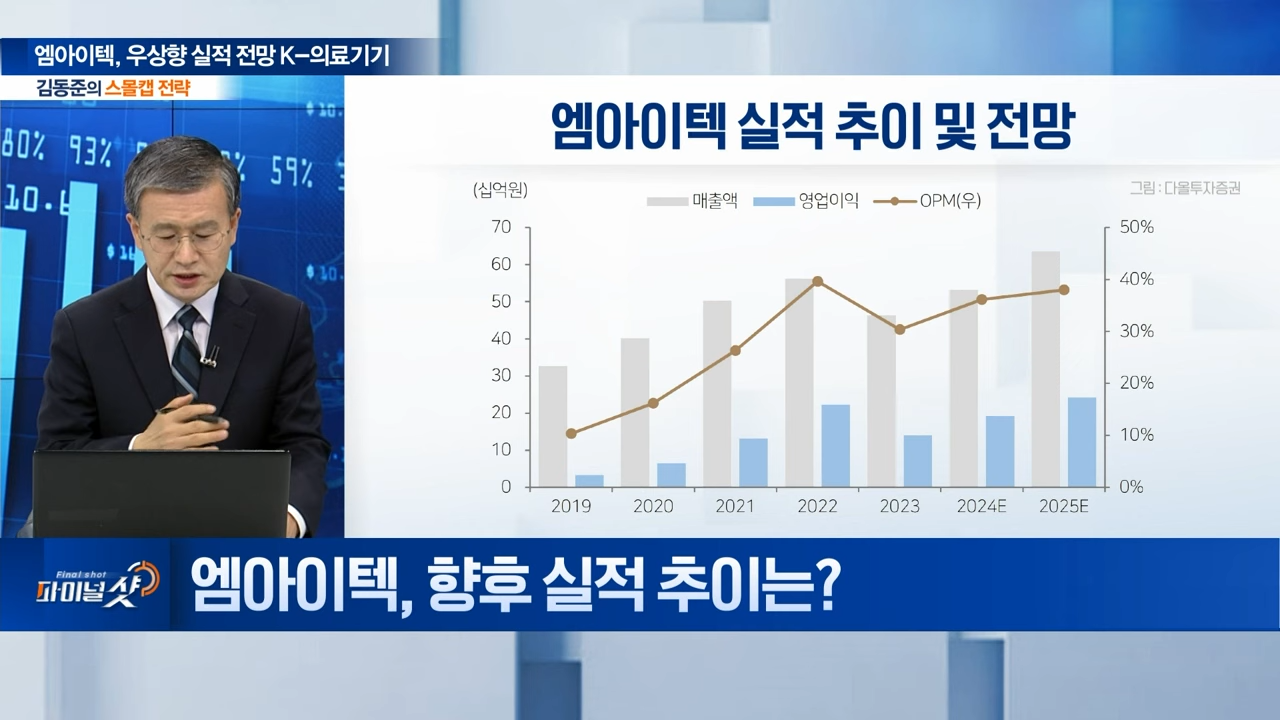 엠아이텍, 우상향 실적 전망 K-의료기기
김동준의 스몰캡 전략
80% 93% 59%
엠아이텍 실적 추이 및 전망
그림 : 다올투자증권
(십억원)
매출액 영업이익 OPM(우)
70 50%
60 40%
50
40 30%
30 20%
20
10 10%
0 0%
2019 2020 2021 2022 2023 2024E 2025E
Final shot
파이널 샷
엠아이텍, 향후 실적 추이는?